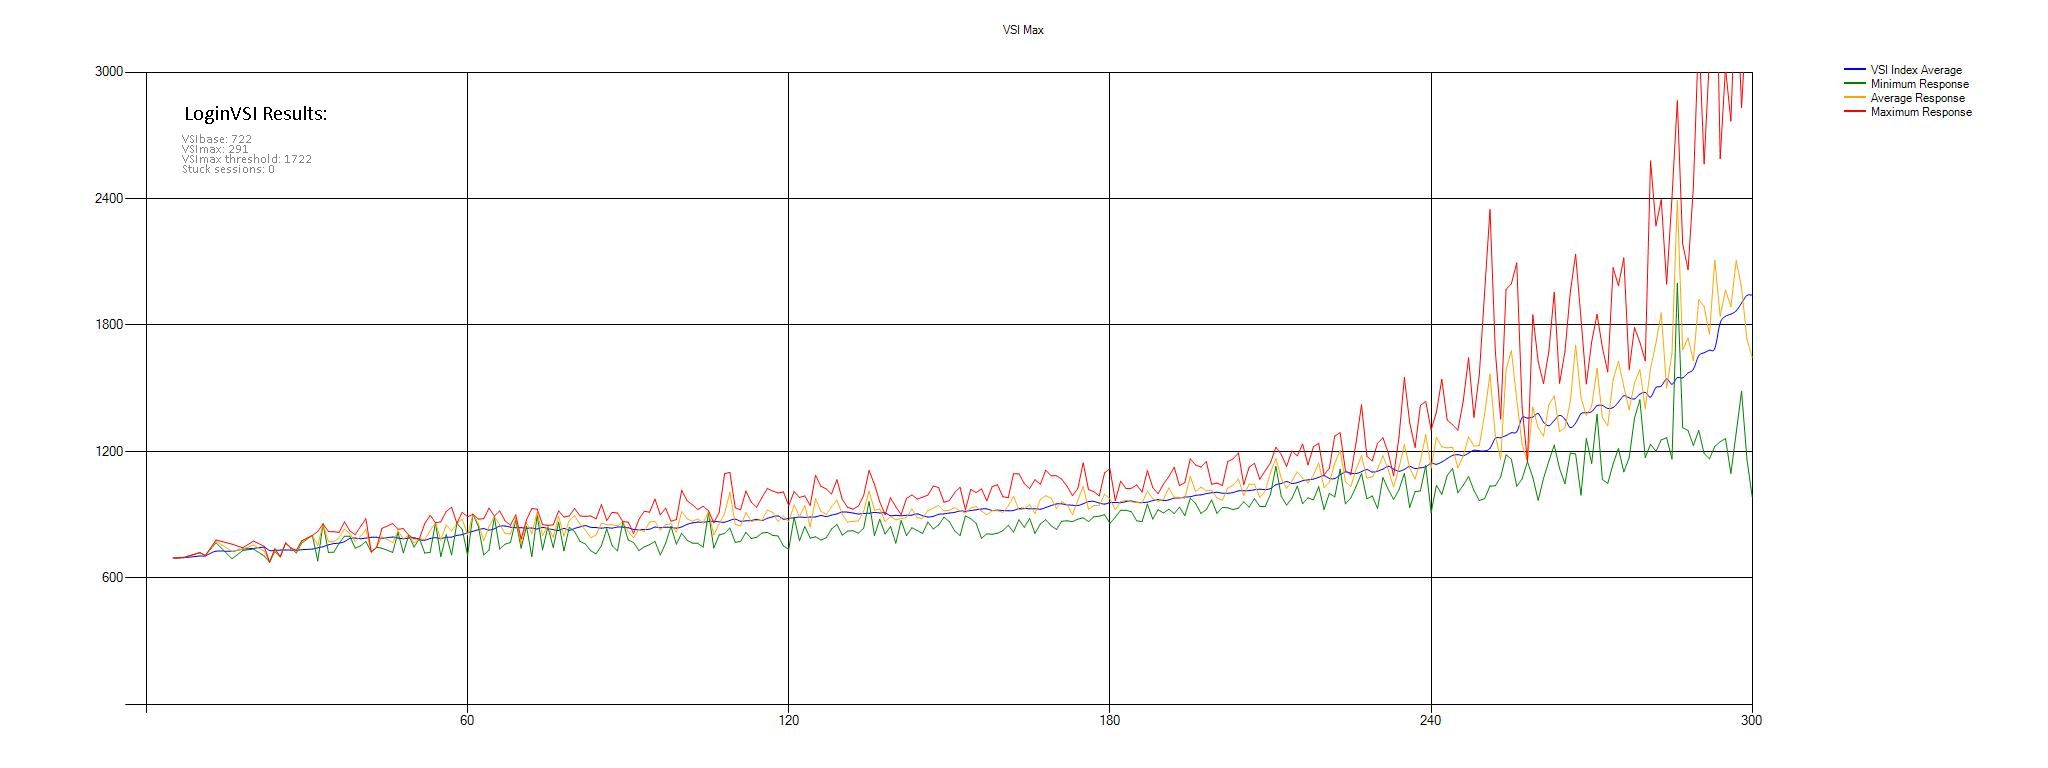 VSI Max
3000
2400
1800
1200
600
60
120
180
240
300
LoginVSI Results:
VSIbase: 722
VSImax: 291
VSImax threshold: 1722
Stuck sessions: 0
VSI Index Average
Minimum Response
Average Response
Maximum Response